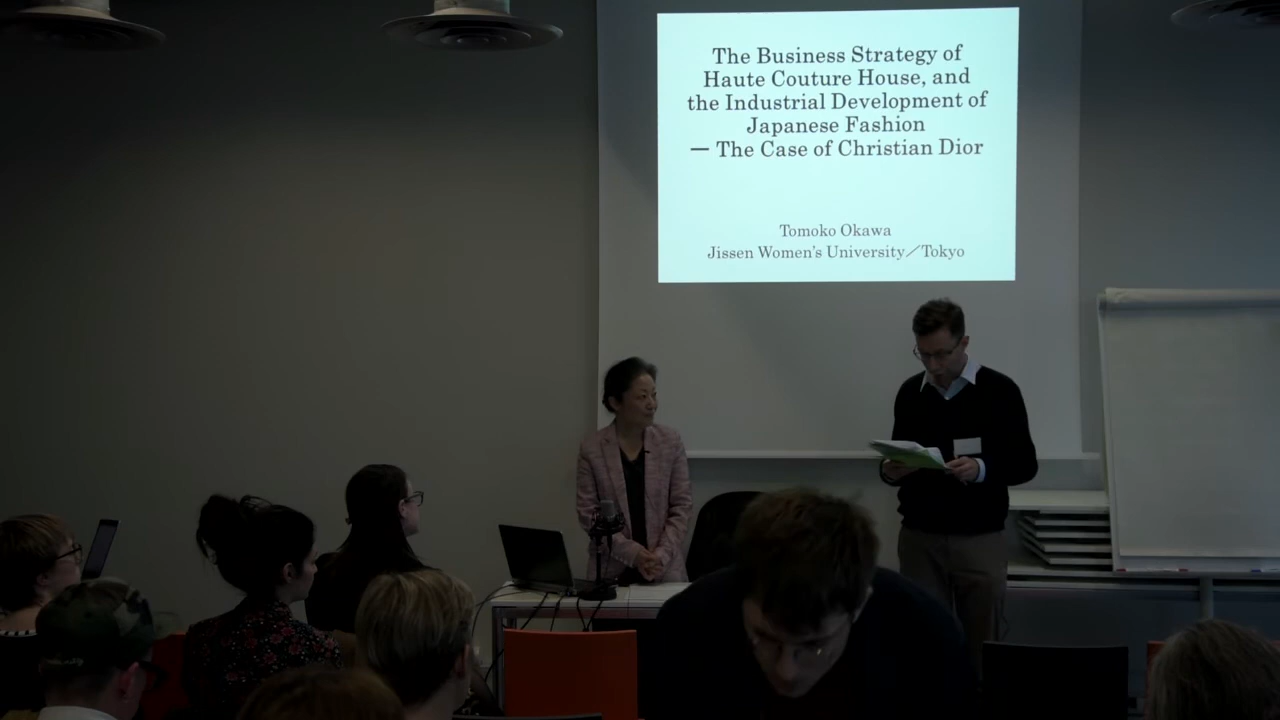 The Business Strategy of
Haute Couture House, and
the Industrial Development of
Japanese Fashion
— The Case of Christian Dior
Tomoko Okawa
Jissen Women's University／Tokyo